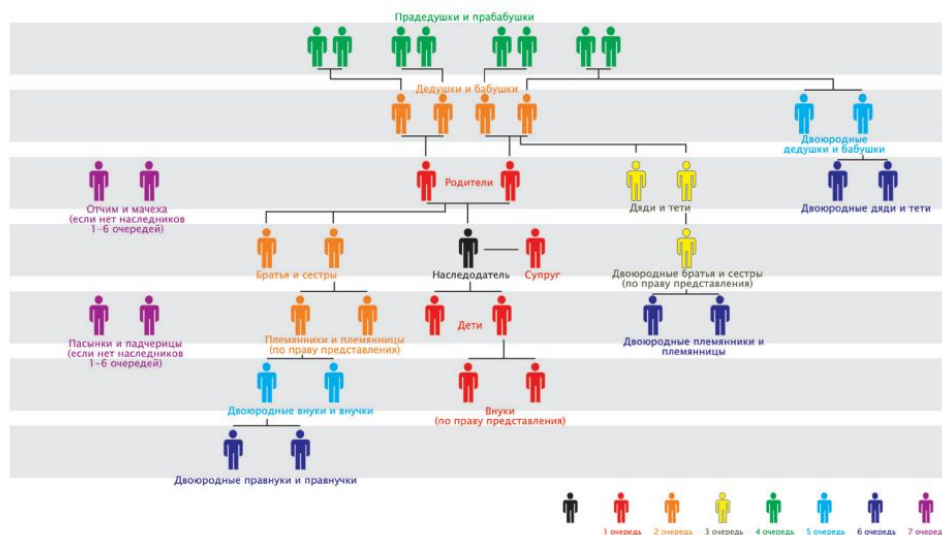 Прадедушки и прабабушки
Дедушки и бабушки
Двоюродные
дедушки и бабушки
Родители
Отчим и мачеха
(если нет наследников
1-6 очередей)
Дяди и тети
Двоюродные дяди и тети
Братья и сестры
Наследодатель
Супруг
Двоюродные братья и сестры
(по праву представления)
Пасынки и падчерицы
(если нет наследников
1-6 очередей)
Племянники и племянницы
(по праву представления)
Дети
Двоюродные племянники и
племянницы
Двоюродные внуки и внучки
Внуки
(по праву представления)
Двоюродные правнуки и правнучки
1 очередь
2 очередь
3 очередь
4 очередь
5 очередь
6 очередь
7 очередь